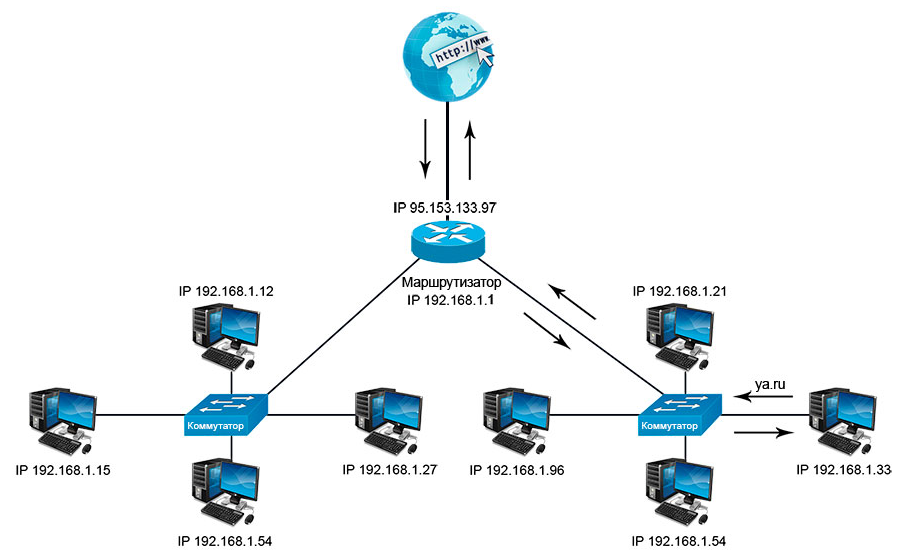 http://www
IP 95.153.133.97
Маршрутизатор
IP 192.168.1.1
IP 192.168.1.12
IP 192.168.1.21
ya.ru
Коммутатор
Коммутатор
IP 192.168.1.15
IP 192.168.1.27
IP 192.168.1.96
IP 192.168.1.33
IP 192.168.1.54
IP 192.168.1.54